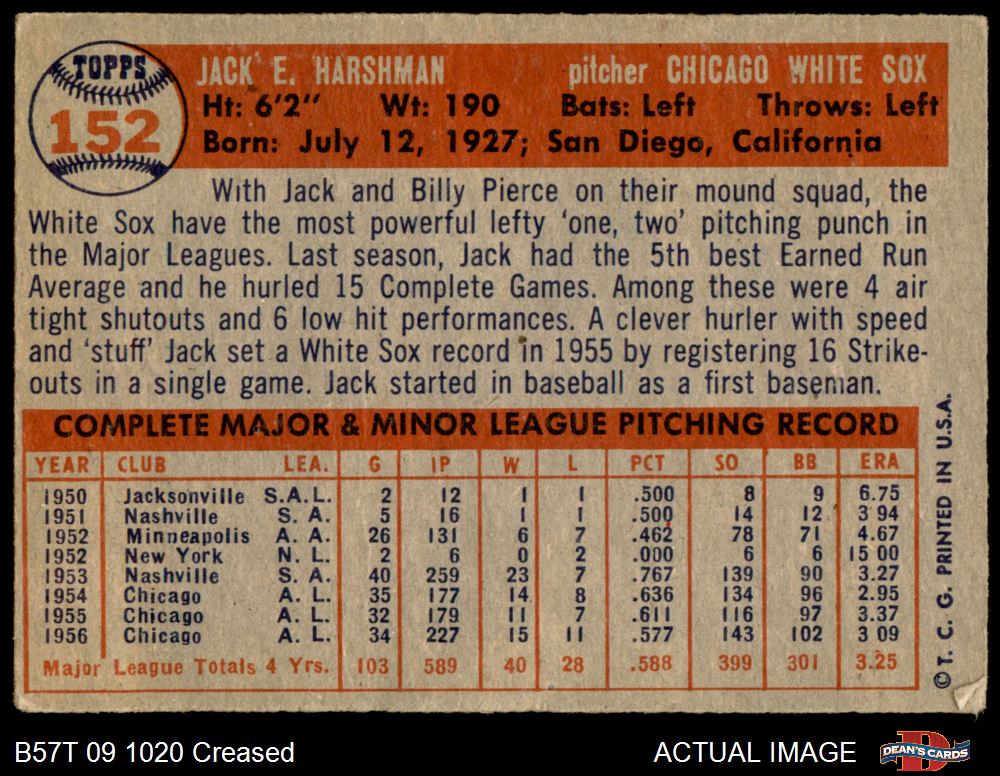 TOPPS
152
JACK E. HARSHMAN pitcher CHICAGO WHITE SOX
Ht: 6'2" Wt: 190 Bats: Left Throws: Left
Born: July 12, 1927; San Diego, California
With Jack and Billy Pierce on their mound squad, the
White Sox have the most powerful lefty 'one, two' pitching punch in
the Major Leagues. Last season, Jack had the 5th best Earned Run
Average and he hurled 15 Complete Games. Among these were 4 air
tight shutouts and 6 low hit performances. A clever hurler with speed
and 'stuff' Jack set a White Sox record in 1955 by registering 16 Strike-
outs in a single game. Jack started in baseball as a first baseman.
COMPLETE MAJOR & MINOR LEAGUE PITCHING RECORD
YEAR CLUB LEA. G IP W L PCT SO BB ERA
1950 Jacksonville S.A.L. 2 12 1 1 .500 8 9 6.75
1951 Nashville S. A. 5 16 1 1 .500 14 12 3 94
1952 Minneapolis A. A. 26 131 6 7 .462 78 71 4.67
1952 New York N. L. 2 6 0 2 .000 6 6 15 00
1953 Nashville S. A. 40 259 23 7 .767 139 90 3.27
1954 Chicago A. L. 35 177 14 8 .636 134 96 2.95
1955 Chicago A. L. 32 179 11 7 .611 116 97 3.37
1956 Chicago A. L. 34 227 15 11 .577 143 102 3 09
Major League Totals 4 Yrs. 103 589 40 28 .588 399 301 3.25
© T. C. G. PRINTED IN U.S.A.
B57T 09 1020 Creased ACTUAL IMAGE
DEAN'S CARDS